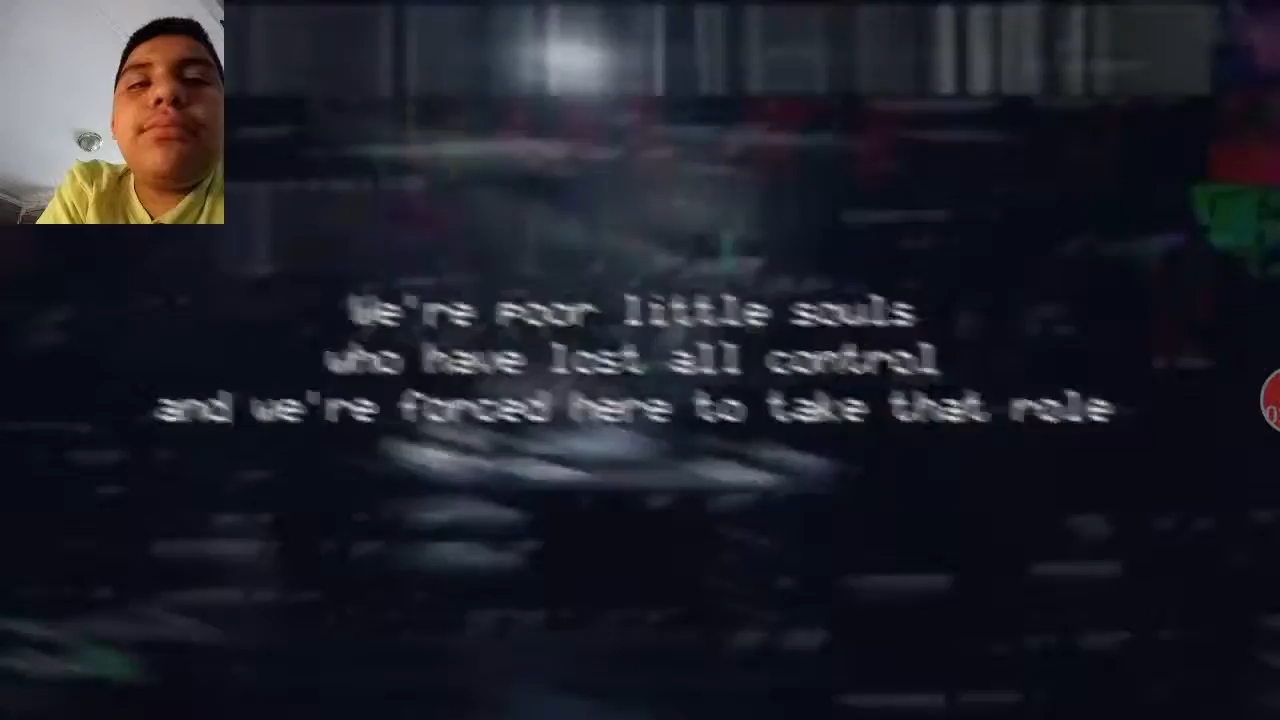 We're poor little souls
who have lost all control
and we're forced here to take that role